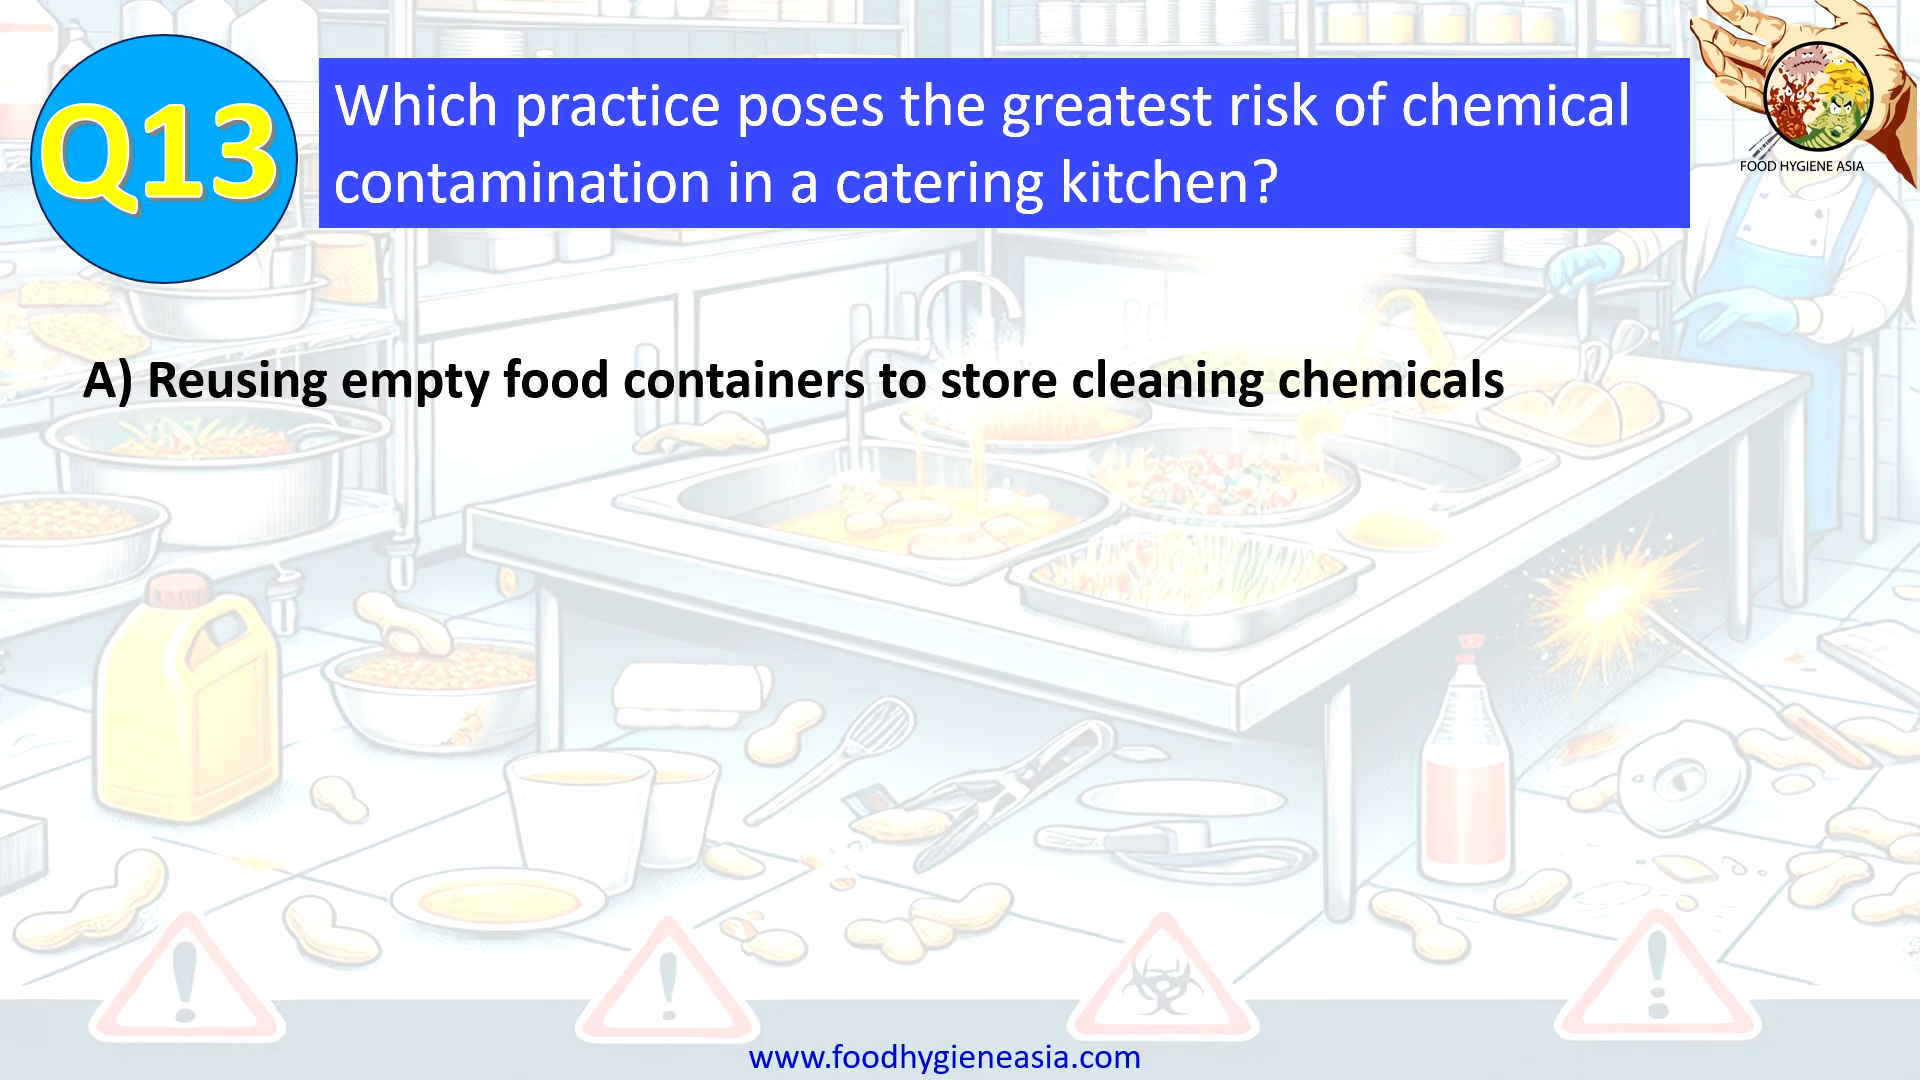 Q13
Which practice poses the greatest risk of chemical
contamination in a catering kitchen?
FOOD HYGIENE ASIA
A) Reusing empty food containers to store cleaning chemicals
www.foodhygieneasia.com